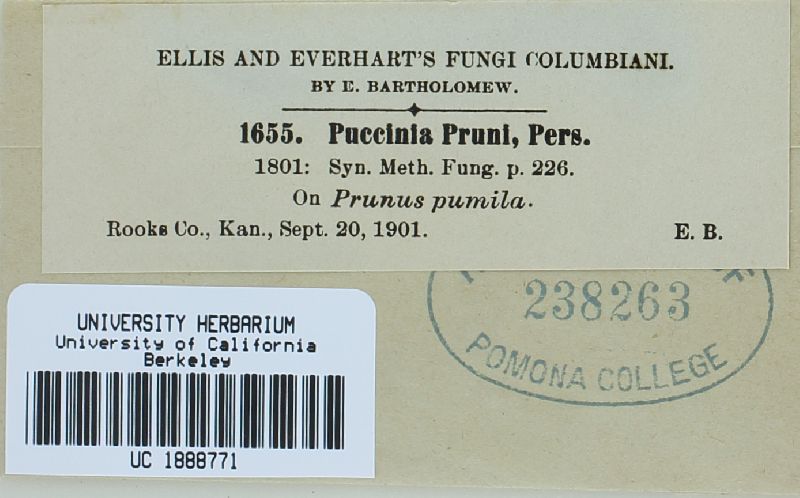 ELLIS AND EVERHART'S FUNGI COLUMBIANI.
BY E. BARTHOLOMEW.
1655. Puccinia Pruni, Pers.
1801: Syn. Meth. Fung. p. 226.
On Prunus pumila.
Rooks Co., Kan., Sept. 20, 1901. E. B.
238263
POMONA COLLEGE
UNIVERSITY HERBARIUM
University of California
Berkeley
UC 1888771